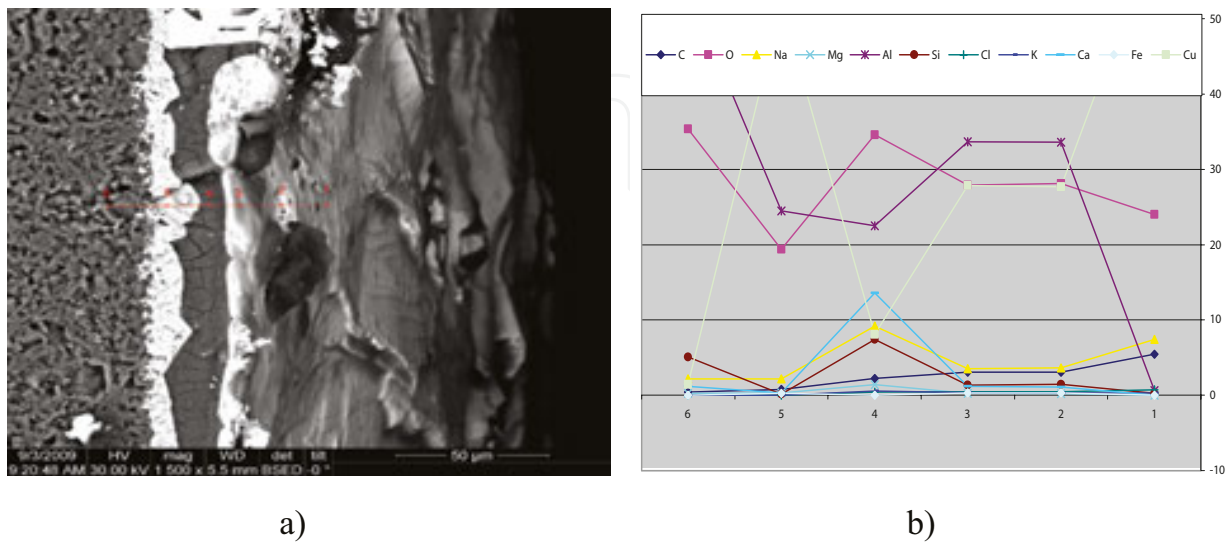 9/3/2009 HV mag WD det tilt
9:20:48 AM 30.00 kV 1 500 x 5.5 mm BSED -0 °
50 µm
a)
C O Na Mg Al Si Cl K Ca Fe Cu
50
40
30
20
10
0
-10
6 5 4 3 2 1
b)